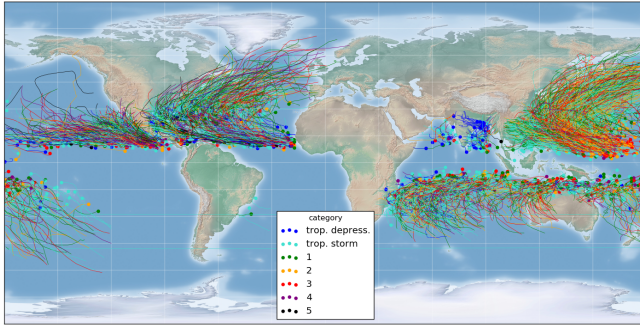 category
trop. depress.
trop. storm
1
2
3
4
5